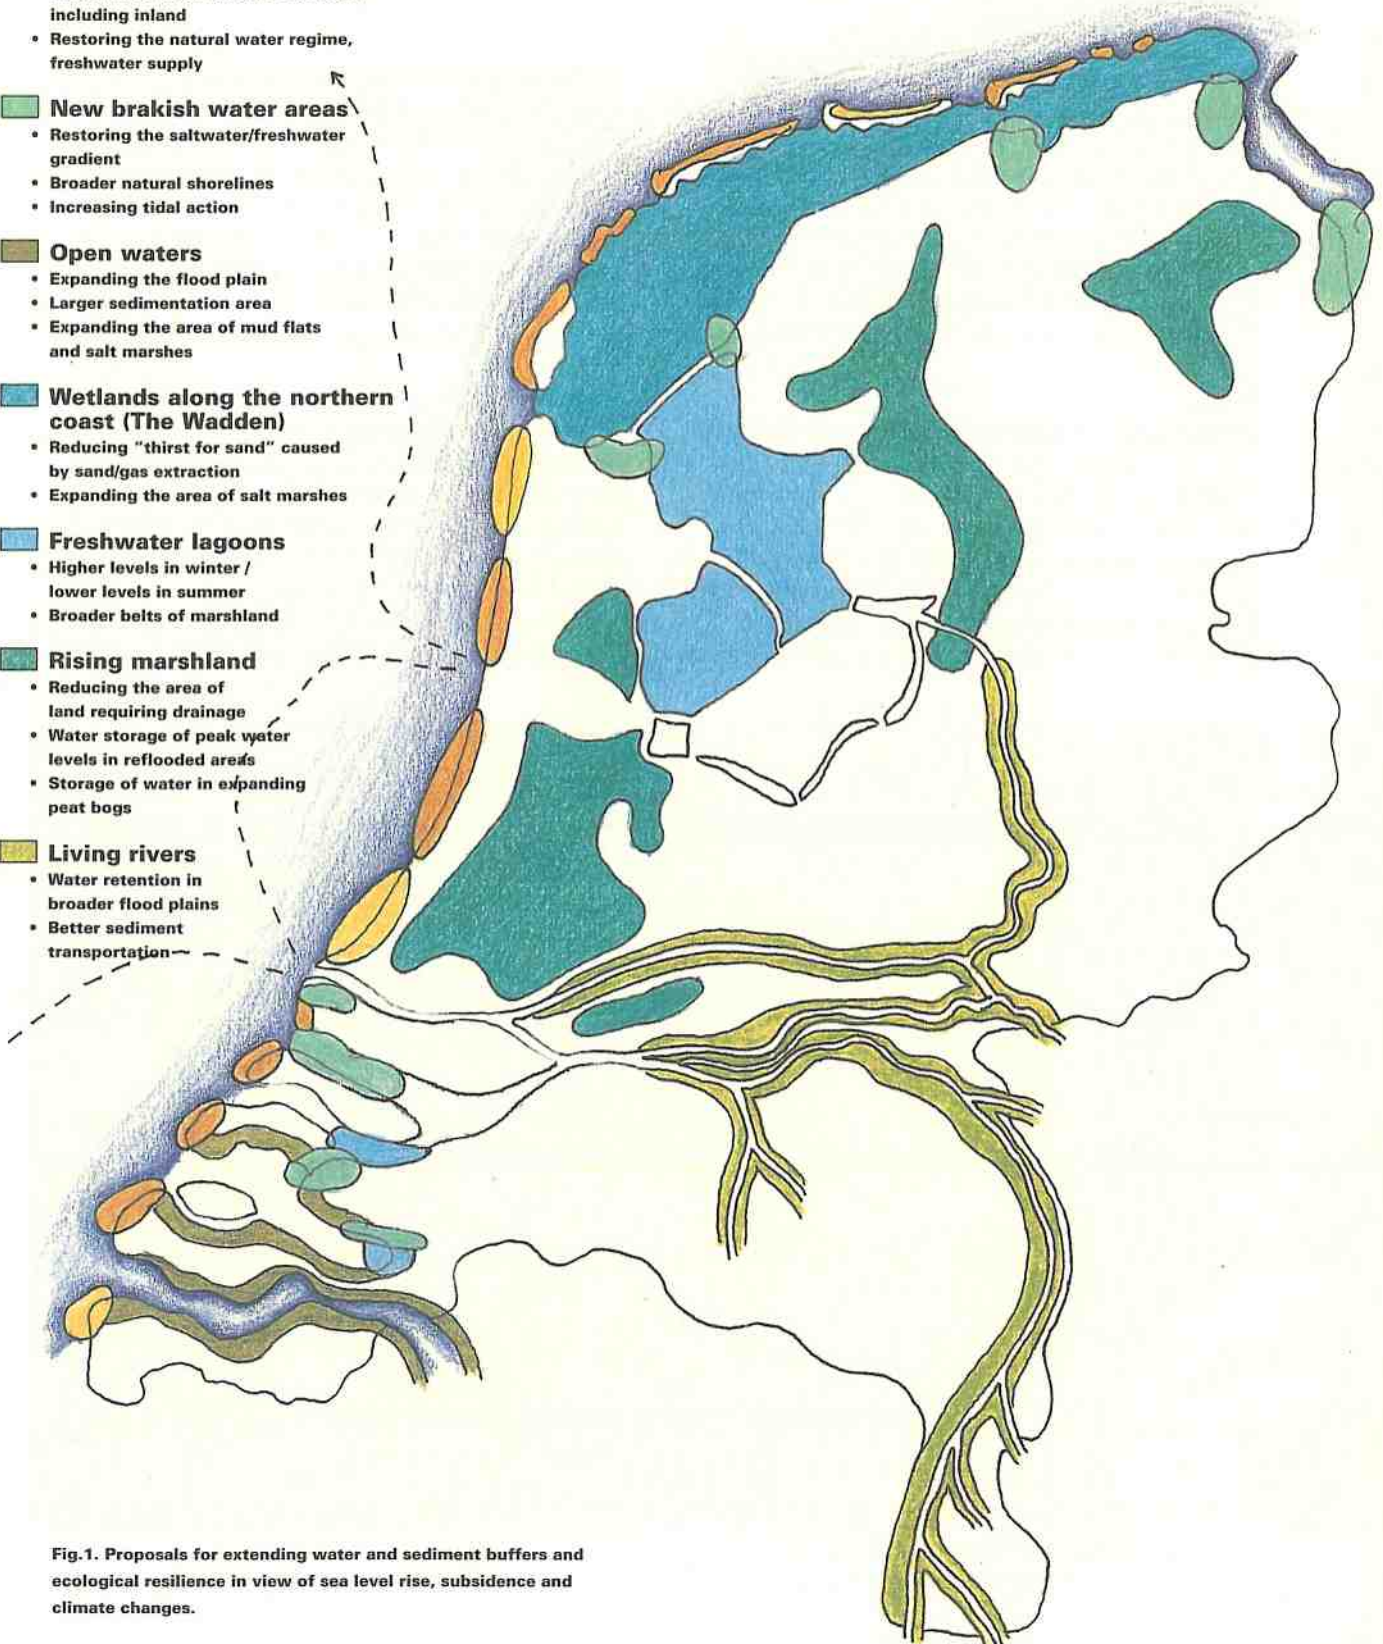 including inland
• Restoring the natural water regime,
freshwater supply
New brakish water areas
• Restoring the saltwater/freshwater
gradient
• Broader natural shorelines
• Increasing tidal action
Open waters
• Expanding the flood plain
• Larger sedimentation area
• Expanding the area of mud flats
and salt marshes
Wetlands along the northern
coast (The Wadden)
• Reducing "thirst for sand" caused
by sand/gas extraction
• Expanding the area of salt marshes
Freshwater lagoons
• Higher levels in winter /
lower levels in summer
• Broader belts of marshland
Rising marshland
• Reducing the area of
land requiring drainage
• Water storage of peak water
levels in reflooded areas
• Storage of water in expanding
peat bogs
Living rivers
• Water retention in
broader flood plains
• Better sediment
transportation
Fig.1. Proposals for extending water and sediment buffers and
ecological resilience in view of sea level rise, subsidence and
climate changes.